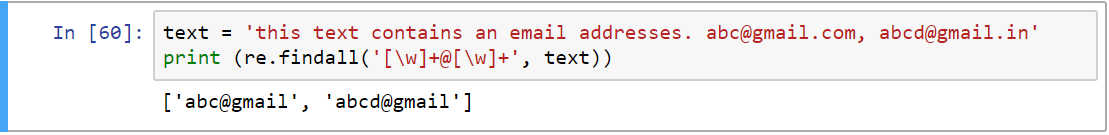 In [60]: text = 'this text contains an email addresses. abc@gmail.com, abcd@gmail.in'
print (re.findall('[\w]+@[\w]+', text))
['abc@gmail', 'abcd@gmail']